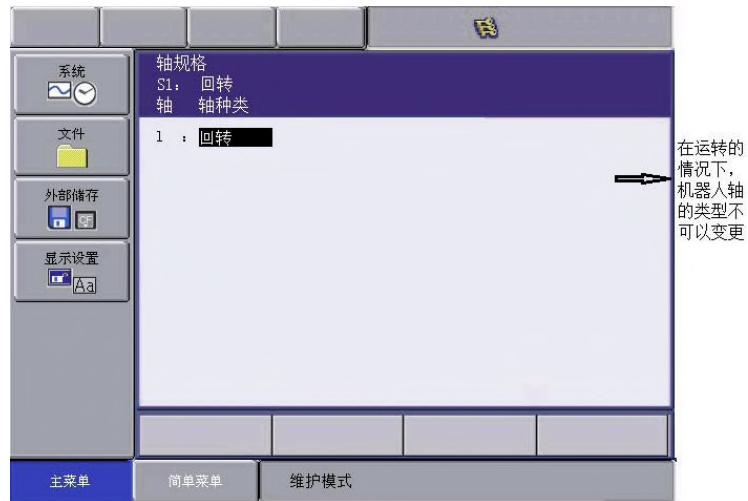 系统
文件
外部储存
CF
显示设置
Aa
轴规格
S1： 回转
轴 轴种类
1 ：回转
在运转的
情况下，
机器人轴
的类型不
可以变更
主菜单
简单菜单
维护模式